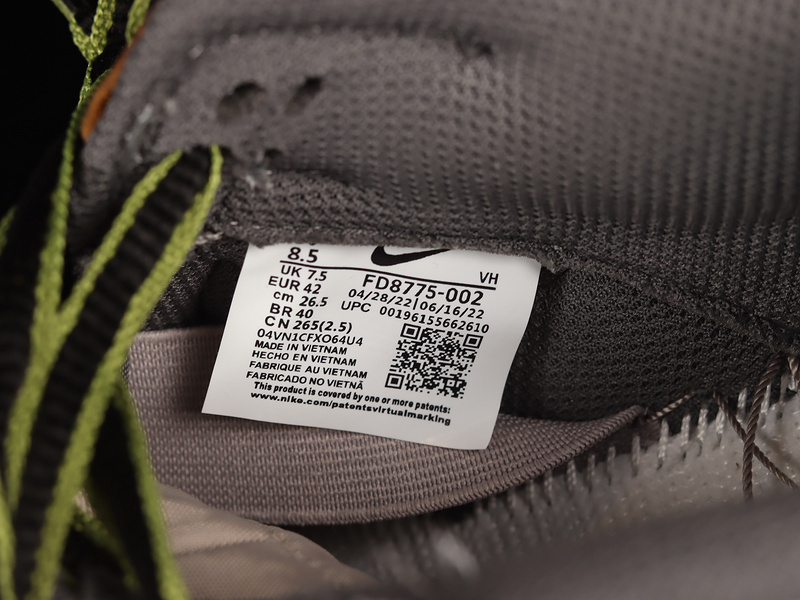 8.5
UK 7.5
EUR 42
cm 26.5
BR 40
CN 265(2.5)
04VN1CFXO64U4
MADE IN VIETNAM
HECHO EN VIETNAM
FABRIQUE AU VIETNAM
FABRICADO NO VIETNÃ
This product is covered by one or more patents:
www.nike.com/patentsvirtualmarking
VH
FD8775-002
04/28/22|06/16/22
UPC 00196155662610